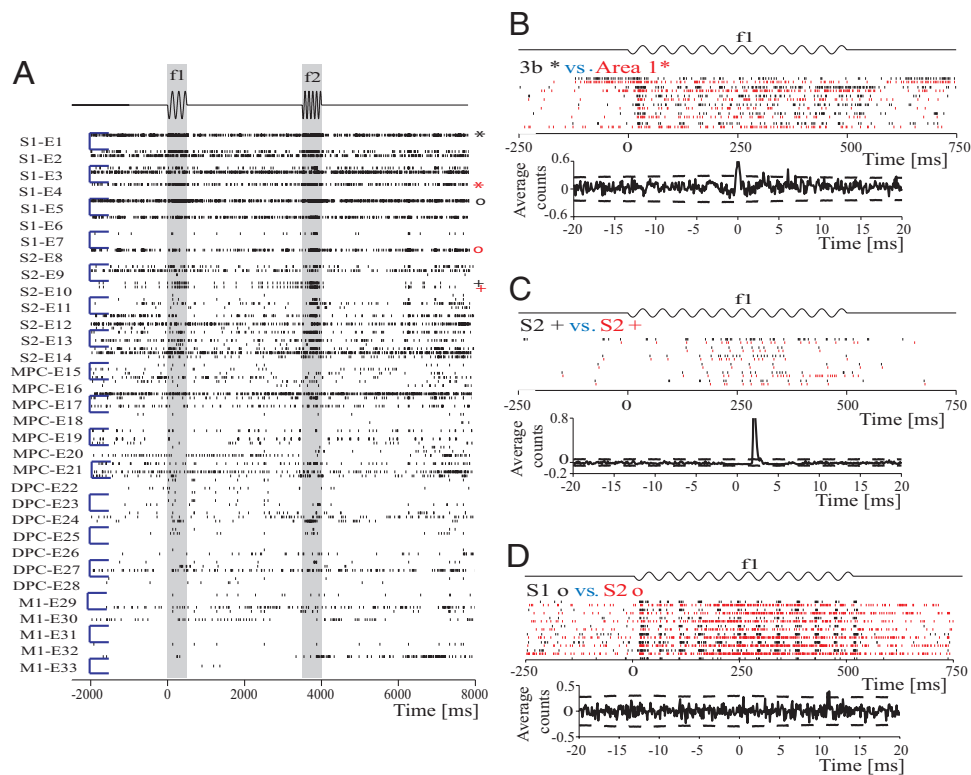 A
f1
f2
S1-E1
*
S1-E2
S1-E3
S1-E4
*
S1-E5
o
S1-E6
S1-E7
S2-E8
o
S2-E9
S2-E10
+
+
S2-E11
S2-E12
S2-E13
S2-E14
MPC-E15
MPC-E16
MPC-E17
MPC-E18
MPC-E19
MPC-E20
MPC-E21
DPC-E22
DPC-E23
DPC-E24
DPC-E25
DPC-E26
DPC-E27
DPC-E28
M1-E29
M1-E30
M1-E31
M1-E32
M1-E33
-2000 0 2000 4000 6000 8000
Time [ms]
B
f1
3b * vs. Area 1*
-250 0 250 500 750
Time [ms]
Average counts
0.6
0
-0.6
-20 -15 -10 -5 0 5 10 15 20
Time [ms]
C
f1
S2 + vs. S2 +
-250 0 250 500 750
Time [ms]
Average counts
0.8
0
-0.2
-20 -15 -10 -5 0 5 10 15 20
Time [ms]
D
f1
S1 o vs. S2 o
-250 0 250 500 750
Time [ms]
Average counts
0.5
0
-0.5
-20 -15 -10 -5 0 5 10 15 20
Time [ms]